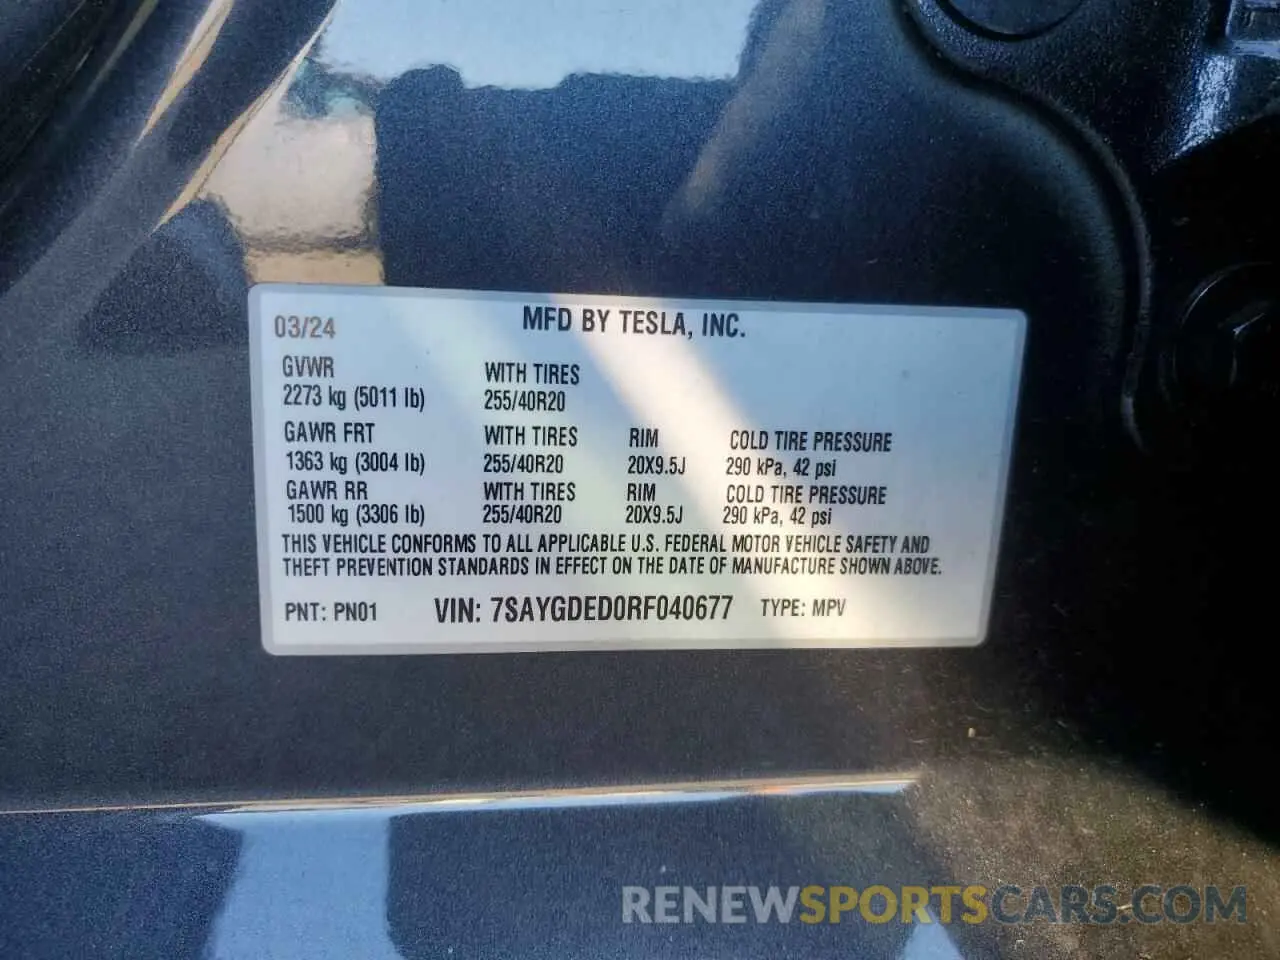 03/24 MFD BY TESLA, INC.
GVWR WITH TIRES
2273 kg (5011 lb) 255/40R20
GAWR FRT WITH TIRES RIM COLD TIRE PRESSURE
1363 kg (3004 lb) 255/40R20 20X9.5J 290 kPa, 42 psi
GAWR RR WITH TIRES RIM COLD TIRE PRESSURE
1500 kg (3306 lb) 255/40R20 20X9.5J 290 kPa, 42 psi
THIS VEHICLE CONFORMS TO ALL APPLICABLE U.S. FEDERAL MOTOR VEHICLE SAFETY AND
THEFT PREVENTION STANDARDS IN EFFECT ON THE DATE OF MANUFACTURE SHOWN ABOVE.
PNT: PN01 VIN: 7SAYGDED0RF040677 TYPE: MPV
RENEWSPORTSCARS.COM